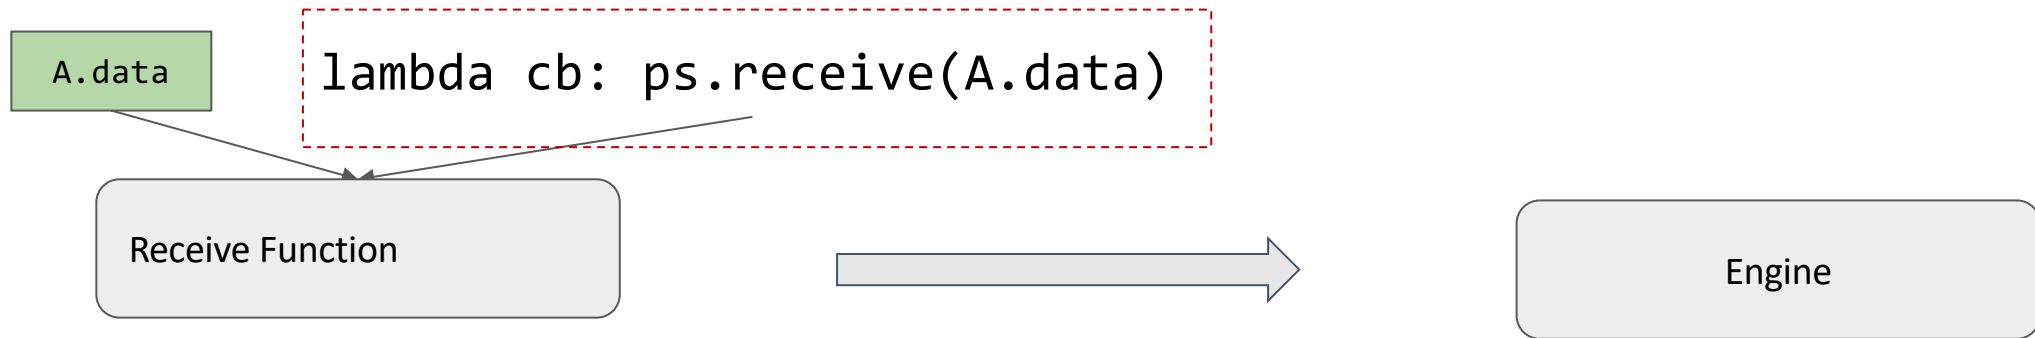 A.data
lambda cb: ps.receive(A.data)
Receive Function
Engine